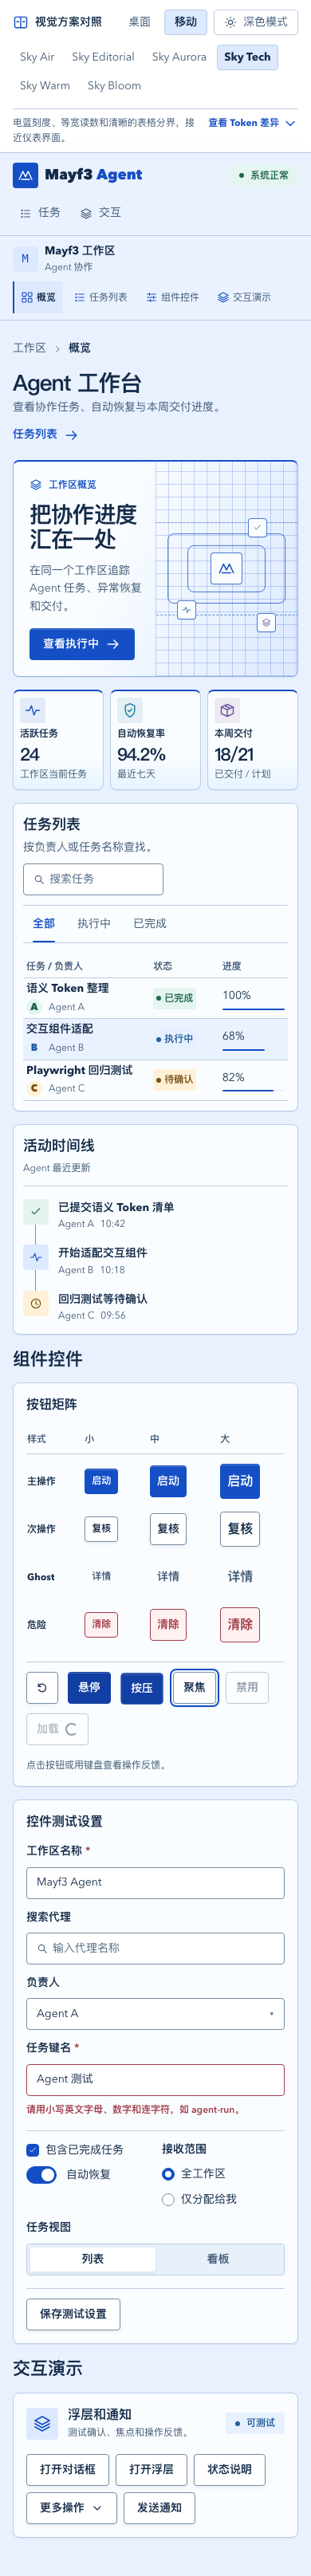 视觉方案对照 桌面 移动 深色模式
Sky Air Sky Editorial Sky Aurora Sky Tech
Sky Warm Sky Bloom
电蓝刻度、等宽读数和清晰的表格分界，接近仪表界面。
查看 Token 差异
Mayf3 Agent 系统正常
任务 交互
M
Mayf3 工作区
Agent 协作
概览 任务列表 组件控件 交互演示
工作区 概览
Agent 工作台
查看协作任务、自动恢复与本周交付进度。
任务列表
工作区概览
把协作进度
汇在一处
在同一个工作区追踪
Agent 任务、异常恢复
和交付。
查看执行中
活跃任务
24
工作区当前任务
自动恢复率
94.2%
最近七天
本周交付
18/21
已交付 / 计划
任务列表
按负责人或任务名称查找。
搜索任务
全部 执行中 已完成
任务 / 负责人 状态 进度
语义 Token 整理
A Agent A
已完成 100%
交互组件适配
B Agent B
执行中 68%
Playwright 回归测试
C Agent C
待确认 82%
活动时间线
Agent 最近更新
已提交语义 Token 清单
Agent A 10:42
开始适配交互组件
Agent B 10:18
回归测试等待确认
Agent C 09:56
组件控件
按钮矩阵
样式 小 中 大
主操作 启动 启动 启动
次操作 复核 复核 复核
Ghost 详情 详情 详情
危险 清除 清除 清除
悬停 按压 聚焦 禁用
加载
点击按钮或用键盘查看操作反馈。
控件测试设置
工作区名称 *
Mayf3 Agent
搜索代理
输入代理名称
负责人
Agent A
任务键名 *
Agent 测试
请用小写英文字母、数字和连字符，如 agent-run。
包含已完成任务
自动恢复
接收范围
全工作区
仅分配给我
任务视图
列表 看板
保存测试设置
交互演示
浮层和通知
测试确认、焦点和操作反馈。
可测试
打开对话框 打开浮层 状态说明
更多操作 发送通知